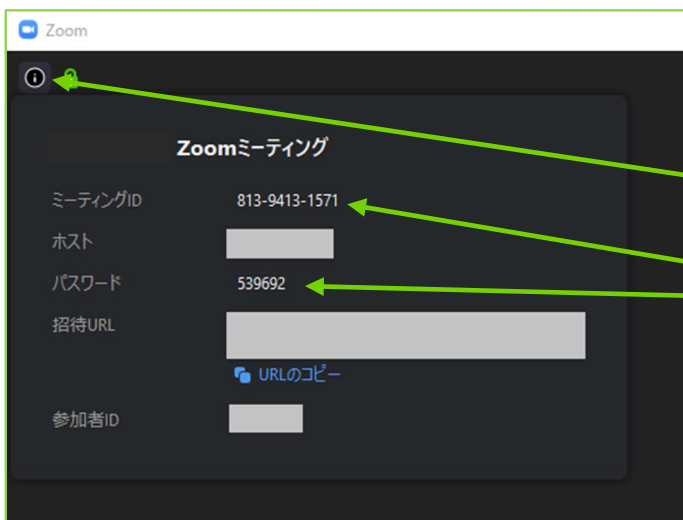 Zoom
Zoomミーティング
ミーティングID 813-9413-1571
ホスト
パスワード 539692
招待URL
URLのコピー
参加者ID